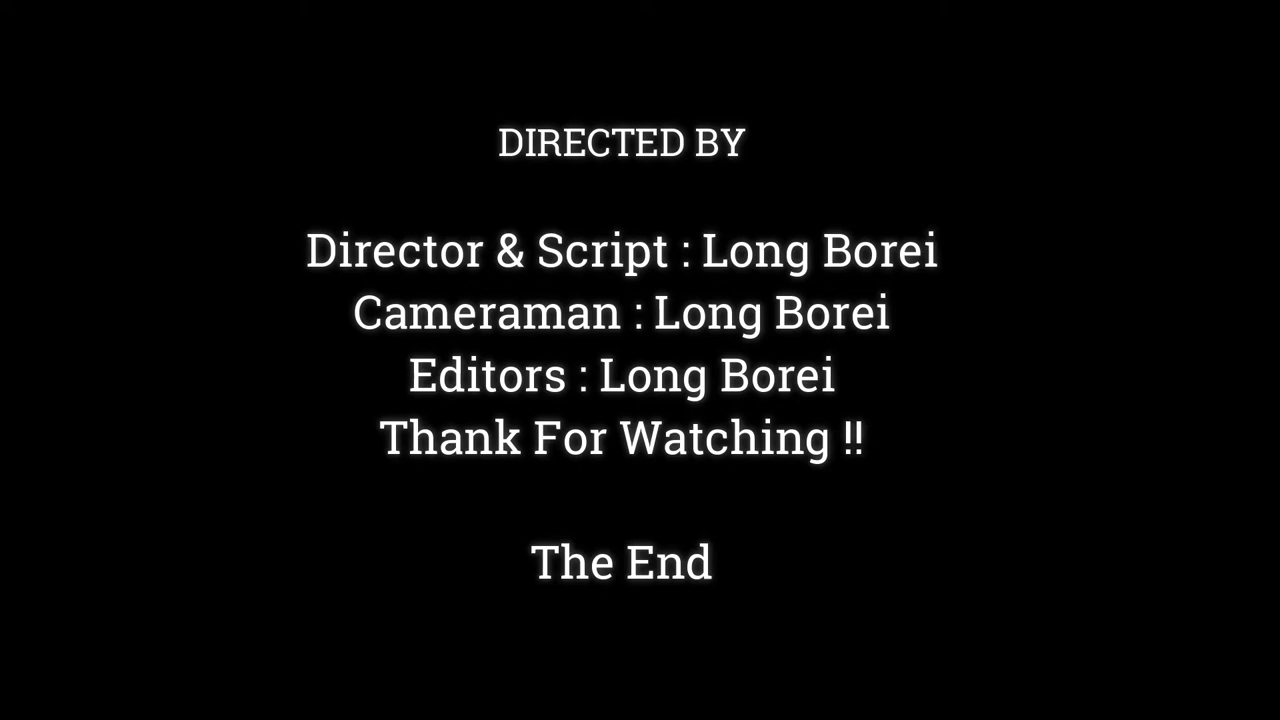 DIRECTED BY
Director & Script : Long Borei
Cameraman : Long Borei
Editors : Long Borei
Thank For Watching !!
The End